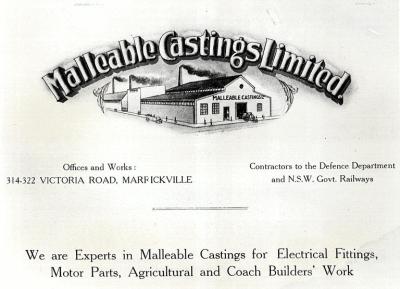 Malleable Castings Limited.
MALLEABLE CASTINGS
Offices and Works :
314-322 VICTORIA ROAD, MARRICKVILLE
Contractors to the Defence Department
and N.S.W. Govt. Railways
We are Experts in Malleable Castings for Electrical Fittings,
Motor Parts, Agricultural and Coach Builders' Work